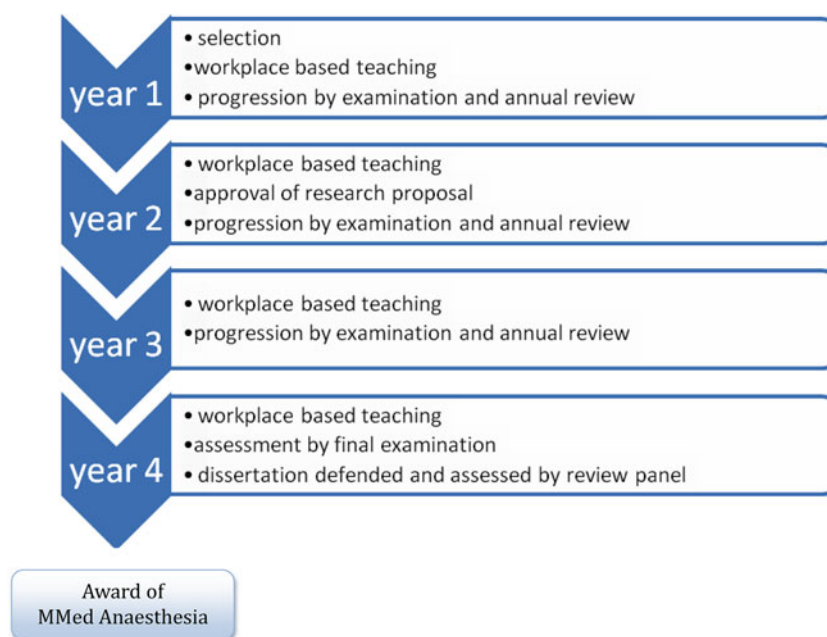 year 1
• selection
•workplace based teaching
• progression by examination and annual review
year 2
• workplace based teaching
•approval of research proposal
•progression by examination and annual review
year 3
• workplace based teaching
•progression by examination and annual review
year 4
• workplace based teaching
•assessment by final examination
• dissertation defended and assessed by review panel
Award of
MMed Anaesthesia